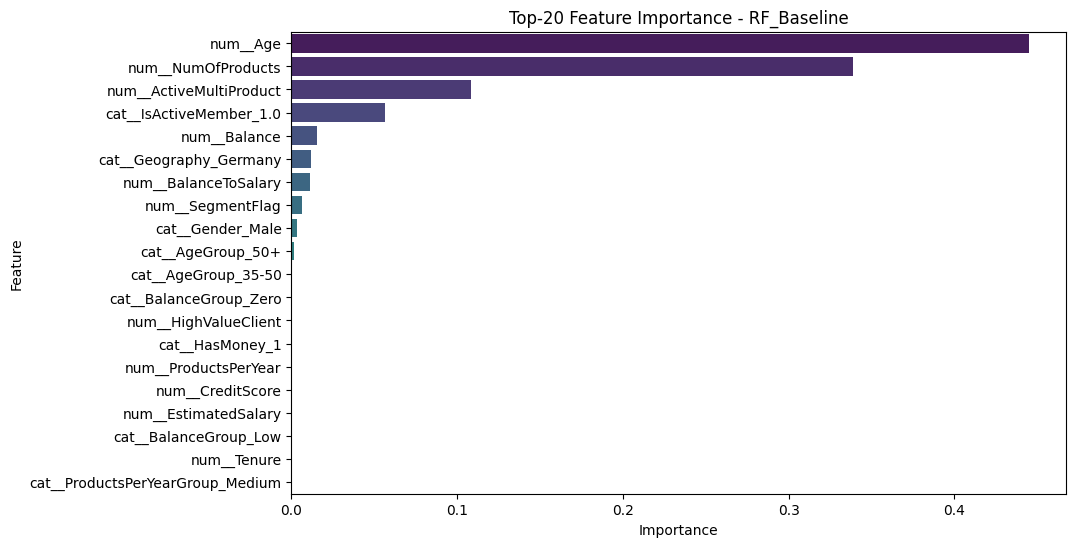 Top-20 Feature Importance - RF_Baseline
num__Age
num__NumOfProducts
num__ActiveMultiProduct
cat__IsActiveMember_1.0
num__Balance
cat__Geography_Germany
num__BalanceToSalary
num__SegmentFlag
cat__Gender_Male
cat__AgeGroup_50+
cat__AgeGroup_35-50
cat__BalanceGroup_Zero
num__HighValueClient
cat__HasMoney_1
num__ProductsPerYear
num__CreditScore
num__EstimatedSalary
cat__BalanceGroup_Low
num__Tenure
cat__ProductsPerYearGroup_Medium
Feature
0.0 0.1 0.2 0.3 0.4
Importance